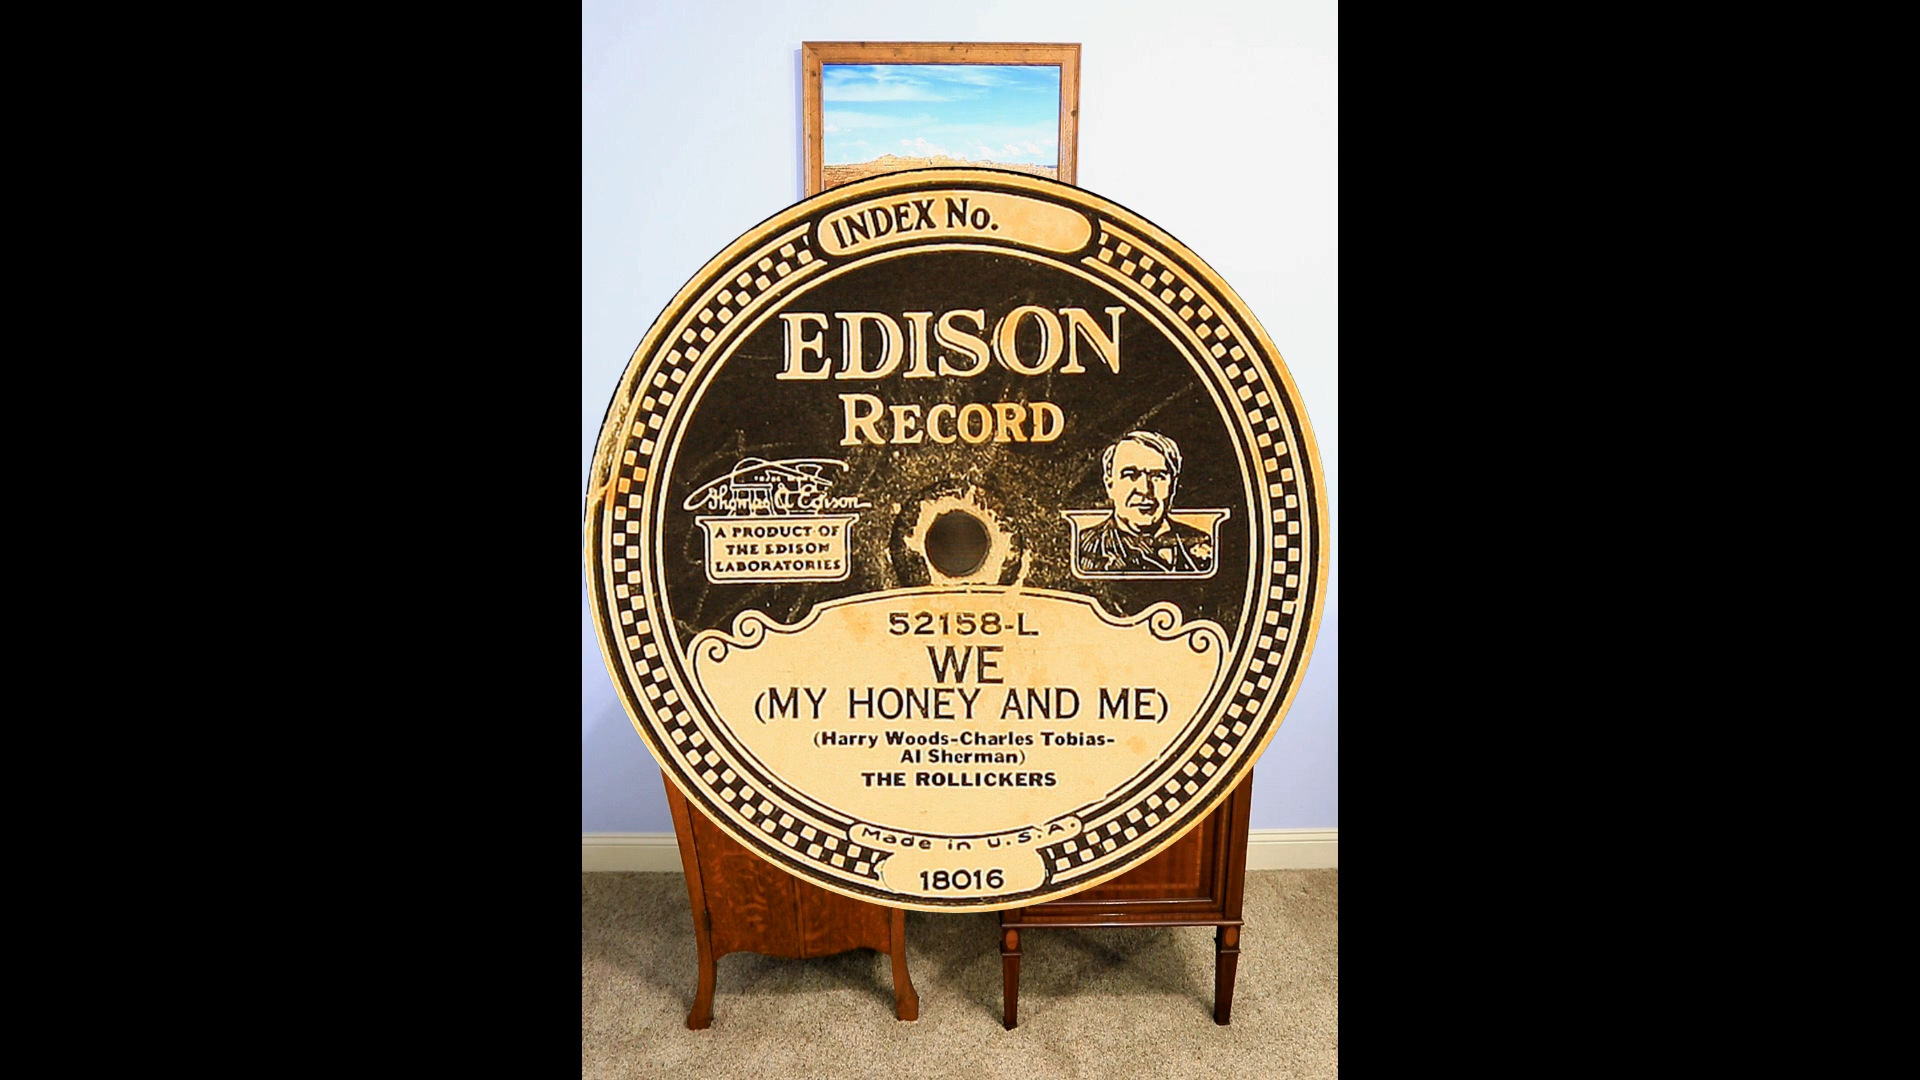 INDEX No.
EDISON
RECORD
Thomas A Edison
A PRODUCT OF
THE EDISON
LABORATORIES
52158-L
WE
(MY HONEY AND ME)
(Harry Woods-Charles Tobias-
Al Sherman)
THE ROLLICKERS
Made in U.S.A.
18016